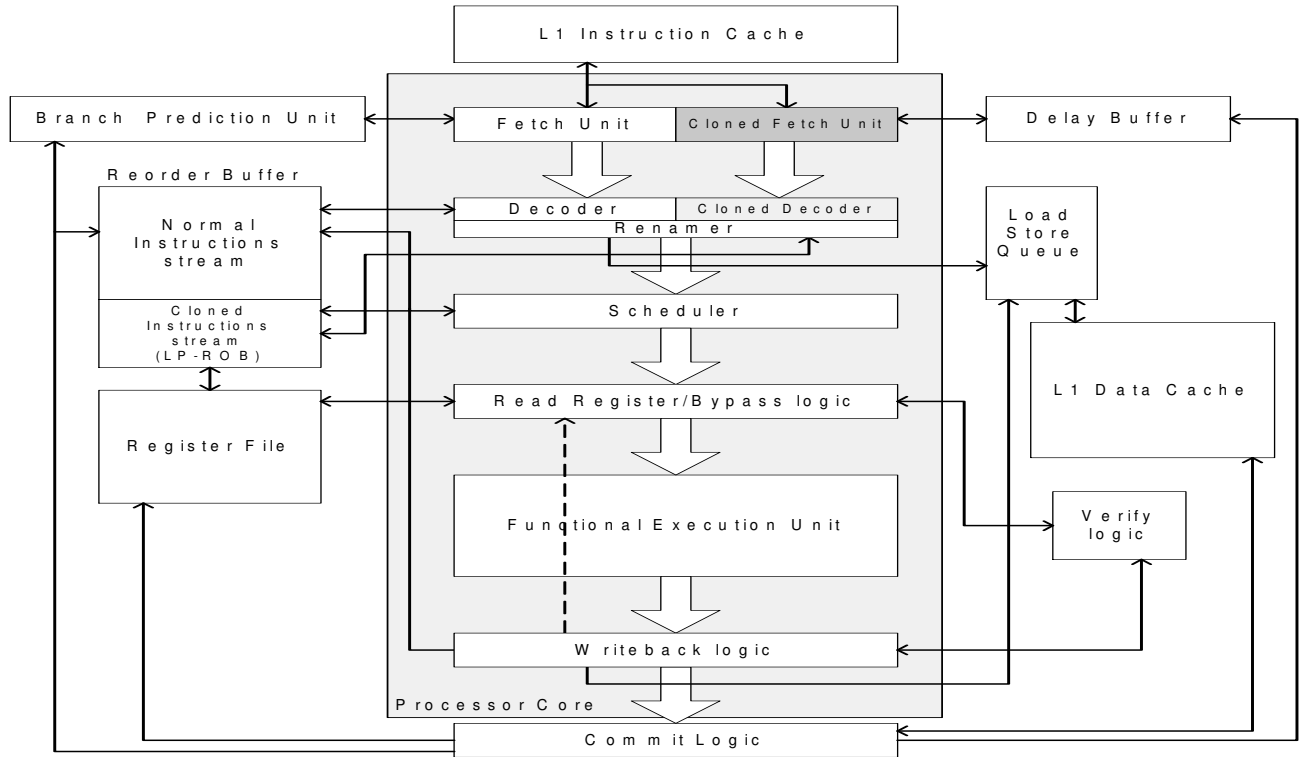 L1 Instruction Cache
Branch Prediction Unit
Fetch Unit
Cloned Fetch Unit
Delay Buffer
Reorder Buffer
Normal
Instructions
stream
Decoder
Cloned Decoder
Renamer
Load
Store
Queue
Cloned
Instructions
stream
(LP-ROB)
Scheduler
L1 Data Cache
Read Register/Bypass logic
Register File
Functional Execution Unit
Verify
logic
Writeback logic
Processor Core
Commit Logic